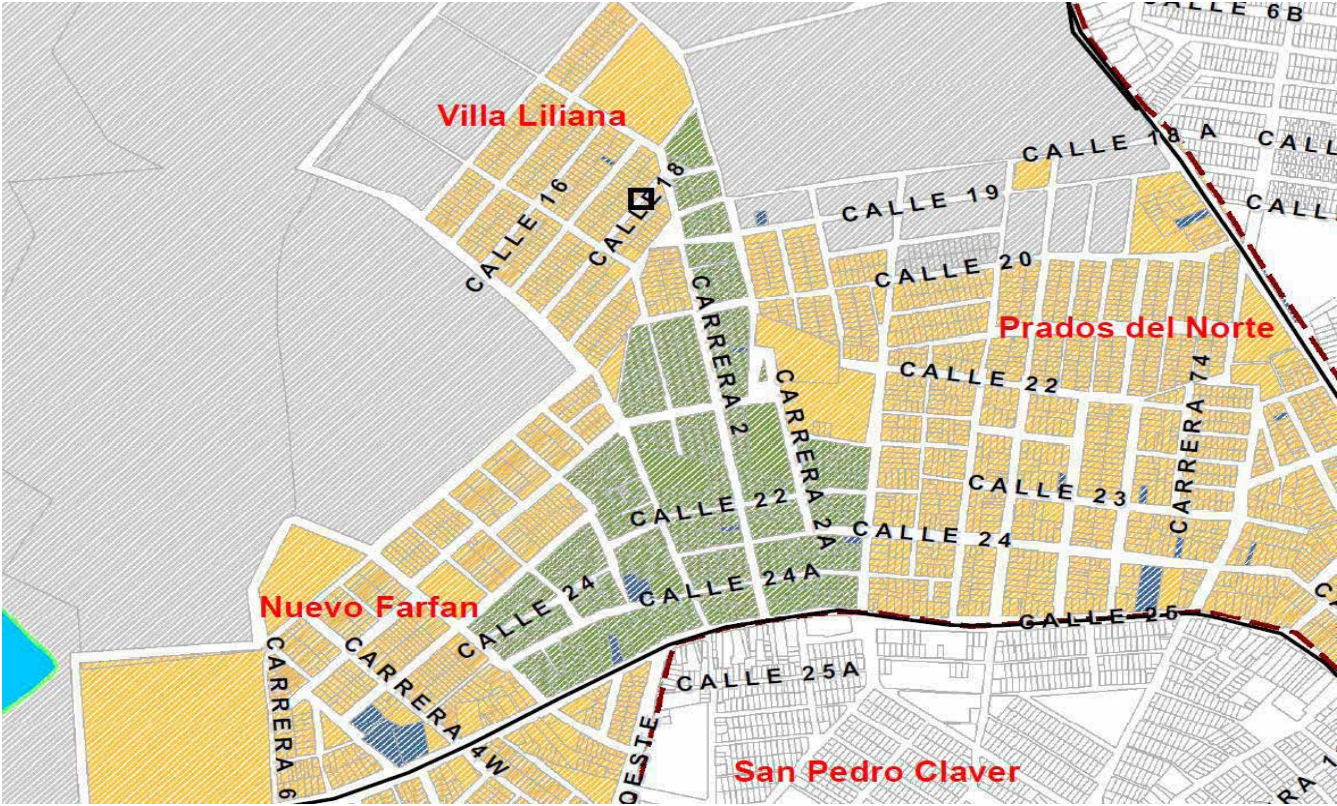 CALLE 6B
Villa Liliana
CALLE 18 A
CALL
CALLE 16
CALLE 18
CALLE 19
CALL
CALLE 20
CARRERA 2
Prados del Norte
CALLE 22
CARRERA 2A
CARRERA 74
CALLE 22
CALLE 23
CALLE 24
CALLE 24A
CALLE 24
Nuevo Farfan
CALLE 25
CARRERA 6
CARRERA 4W
CALLE 25A
OESTE
San Pedro Claver
RA 1